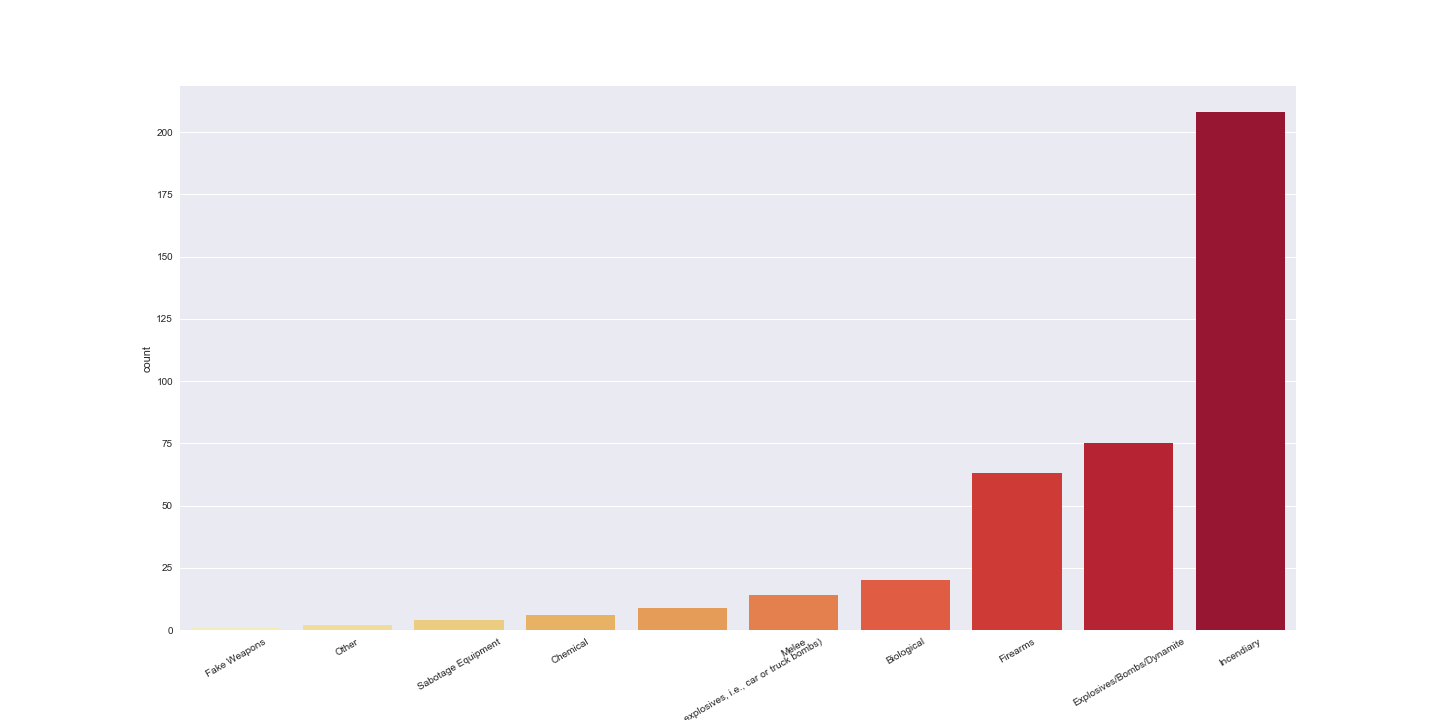 200
175
150
125
100
75
50
25
0
count
Fake Weapons
Other
Sabotage Equipment
Chemical
explosives, i.e., car or truck bombs)
Melee
Biological
Firearms
Explosives/Bombs/Dynamite
Incendiary